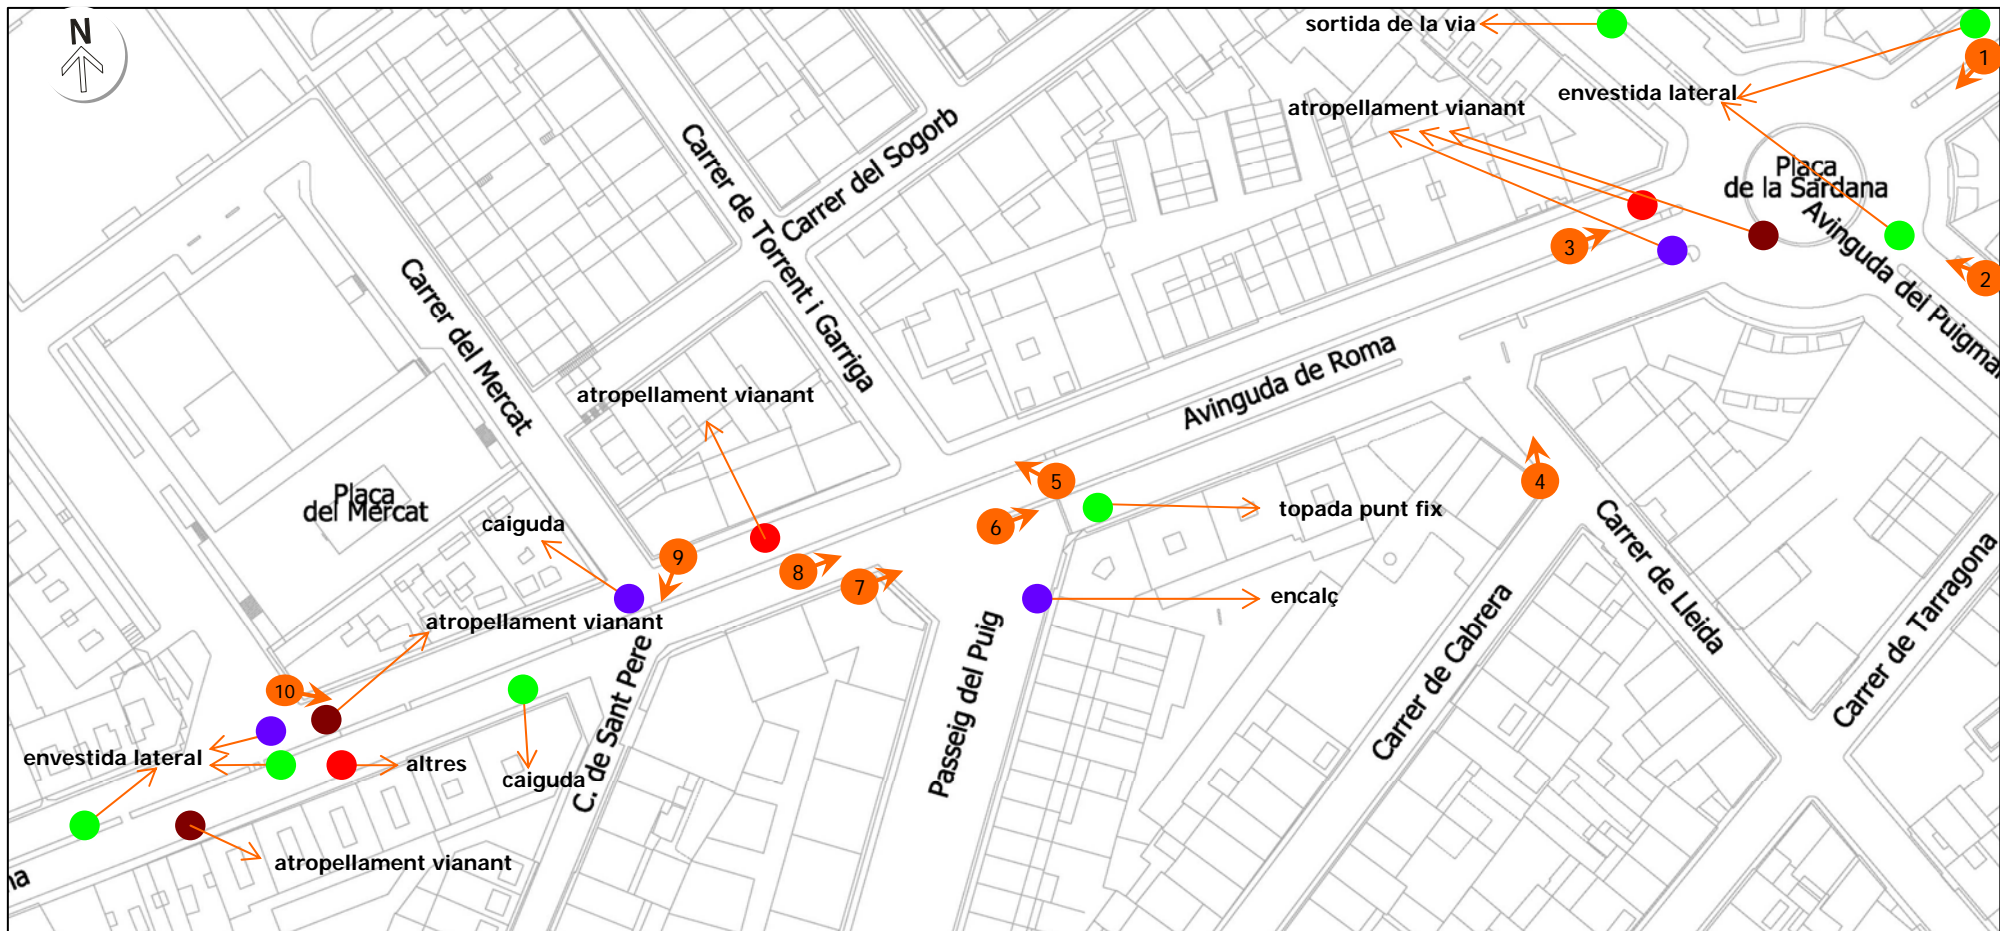 N
sortida de la via
1
envestida lateral
atropellament vianant
Carrer del Sogorb
Carrer de Torrent i Garriga
Plaça
de la Sardana
Avinguda del Puigmal
3
2
Carrer del Mercat
Avinguda de Roma
atropellament vianant
5
4
Plaça
del Mercat
caiguda
6
topada punt fix
Carrer de Lleida
Carrer de Tarragona
9
8
7
encalç
atropellament vianant
Passeig del Puig
Carrer de Cabrera
C. de Sant Pere
10
envestida lateral
altres
caiguda
atropellament vianant